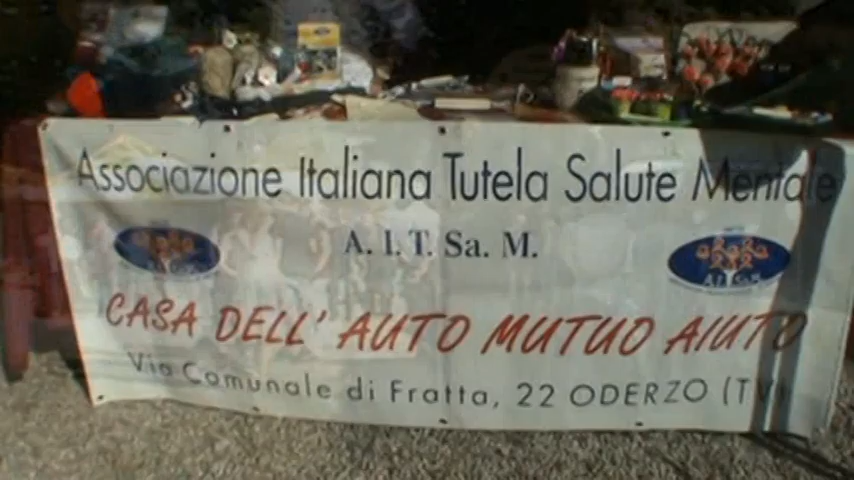 Associazione Italiana Tutela Salute Mentale
A. I. T. Sa. M.
CASA DELL' AUTO MUTUO AIUTO
Via Comunale di Fratta, 22 ODERZO (TV)